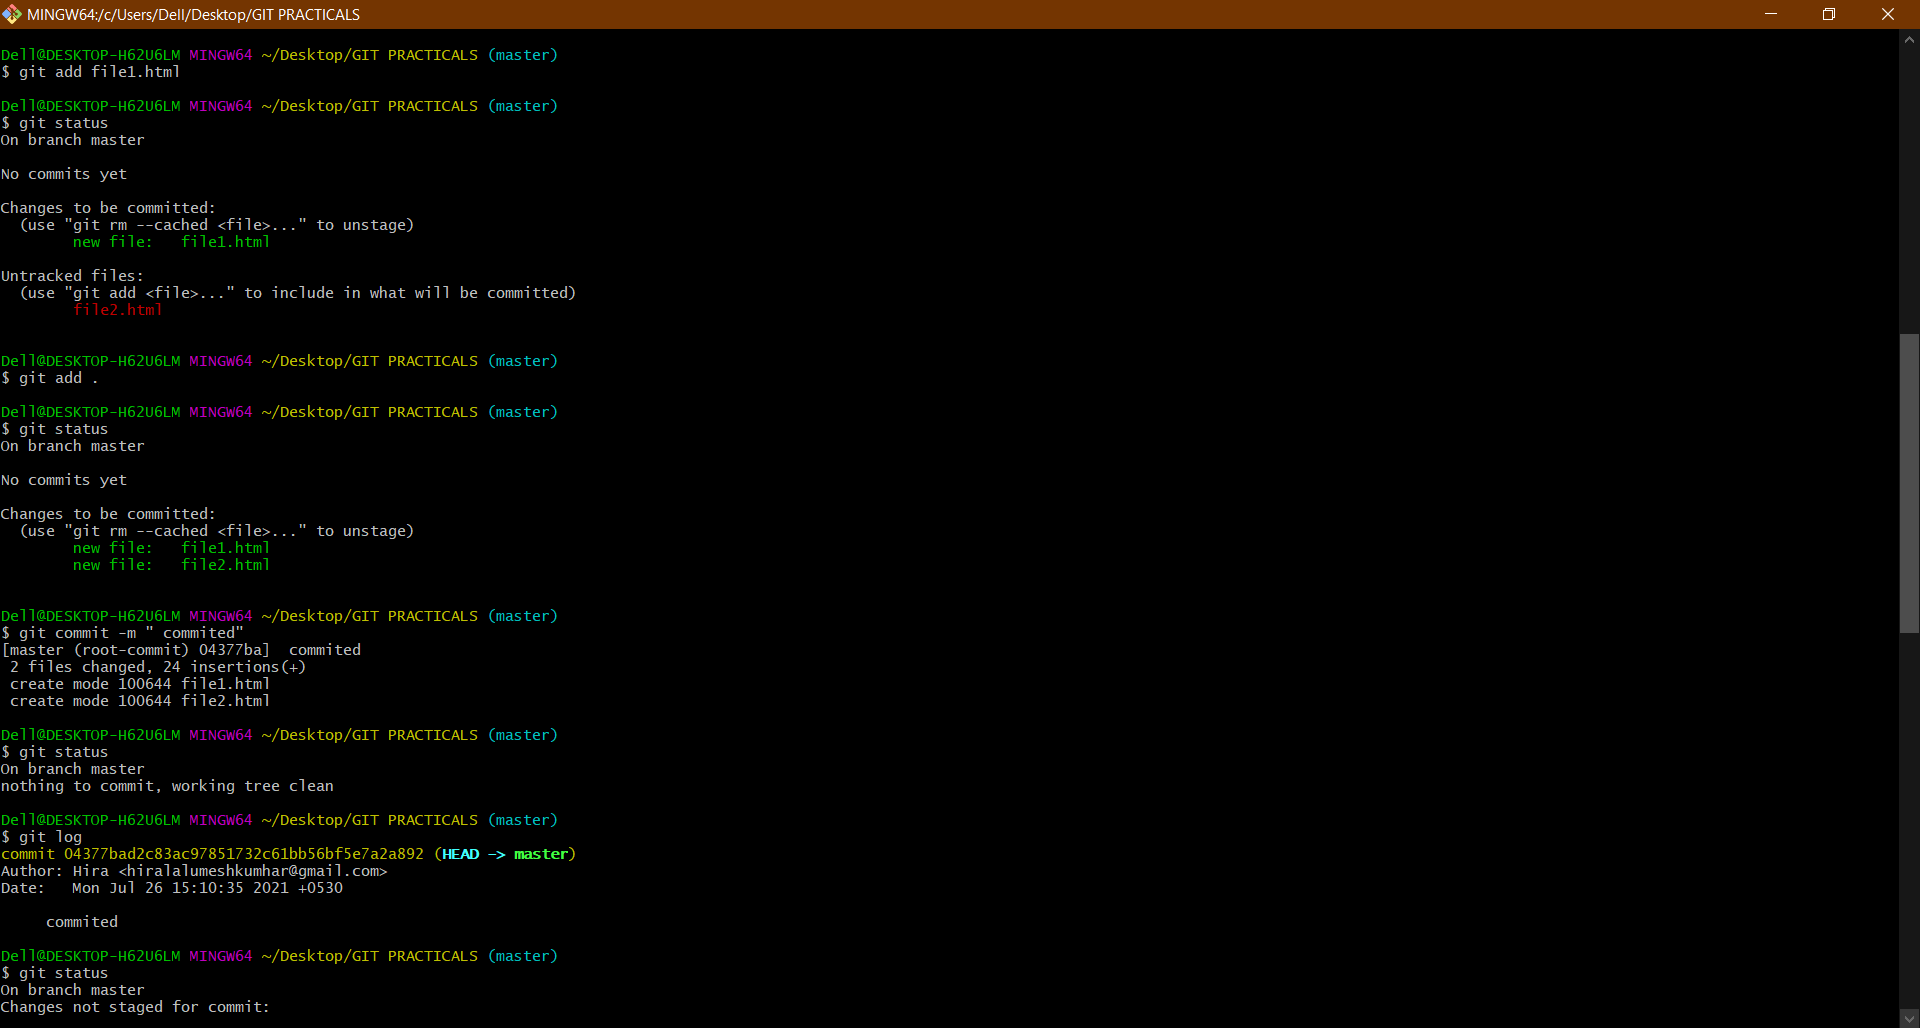 MINGW64:/c/Users/Dell/Desktop/GIT PRACTICALS
Dell@DESKTOP-H62U6LM MINGW64 ~/Desktop/GIT PRACTICALS (master)
$ git add file1.html
Dell@DESKTOP-H62U6LM MINGW64 ~/Desktop/GIT PRACTICALS (master)
$ git status
On branch master
No commits yet
Changes to be committed:
  (use "git rm --cached <file>..." to unstage)
        new file:   file1.html
Untracked files:
  (use "git add <file>..." to include in what will be committed)
        file2.html
Dell@DESKTOP-H62U6LM MINGW64 ~/Desktop/GIT PRACTICALS (master)
$ git add .
Dell@DESKTOP-H62U6LM MINGW64 ~/Desktop/GIT PRACTICALS (master)
$ git status
On branch master
No commits yet
Changes to be committed:
  (use "git rm --cached <file>..." to unstage)
        new file:   file1.html
        new file:   file2.html
Dell@DESKTOP-H62U6LM MINGW64 ~/Desktop/GIT PRACTICALS (master)
$ git commit -m " commited"
[master (root-commit) 04377ba]  commited
 2 files changed, 24 insertions(+)
 create mode 100644 file1.html
 create mode 100644 file2.html
Dell@DESKTOP-H62U6LM MINGW64 ~/Desktop/GIT PRACTICALS (master)
$ git status
On branch master
nothing to commit, working tree clean
Dell@DESKTOP-H62U6LM MINGW64 ~/Desktop/GIT PRACTICALS (master)
$ git log
commit 04377bad2c83ac97851732c61bb56bf5e7a2a892 (HEAD -> master)
Author: Hira <hiralalumeshkumhar@gmail.com>
Date:   Mon Jul 26 15:10:35 2021 +0530
     commited
Dell@DESKTOP-H62U6LM MINGW64 ~/Desktop/GIT PRACTICALS (master)
$ git status
On branch master
Changes not staged for commit: